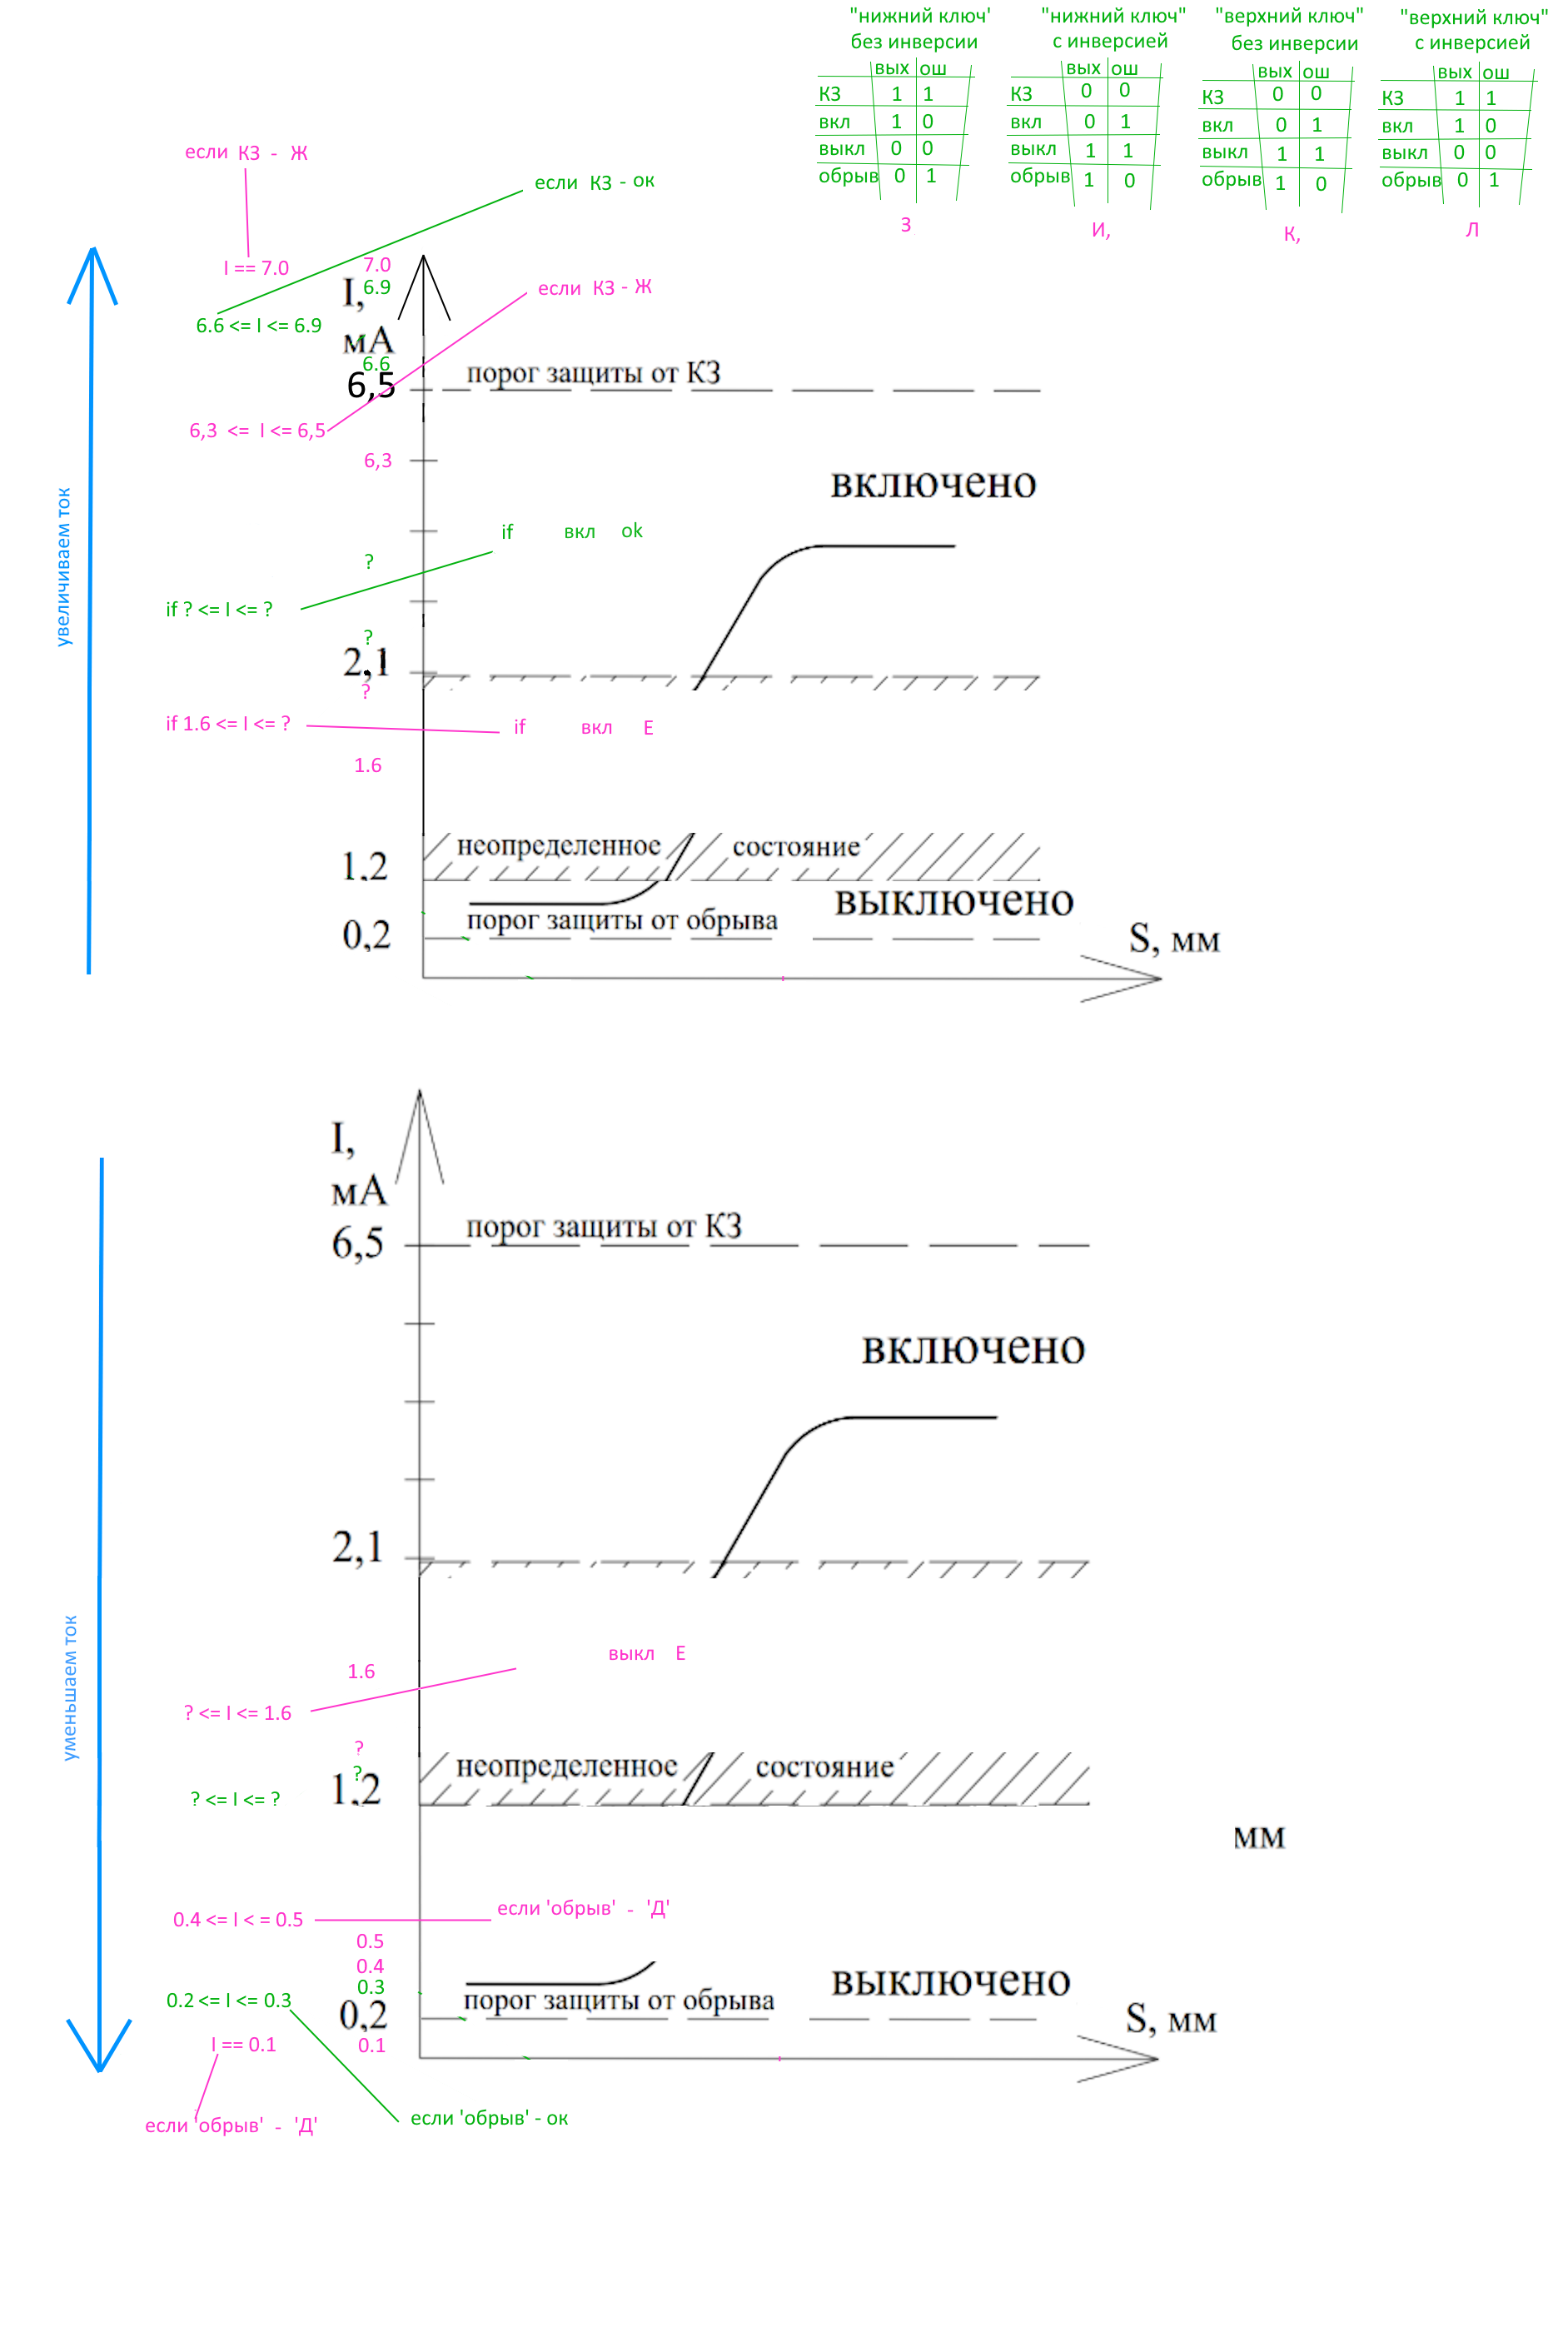 "нижний ключ'
без инверсии
вых ош
КЗ 1 1
вкл 1 0
выкл 0 0
обрыв 0 1
З
"нижний ключ"
с инверсией
вых ош
КЗ 0 0
вкл 0 1
выкл 1 1
обрыв 1 0
И,
"верхний ключ"
без инверсии
вых ош
КЗ 0 0
вкл 0 1
выкл 1 1
обрыв 1 0
К,
"верхний ключ"
с инверсией
вых ош
КЗ 1 1
вкл 1 0
выкл 0 0
обрыв 0 1
Л
если КЗ - Ж
если КЗ - ок
I == 7.0
7.0
I,
6.9
если КЗ - Ж
6.6 <= I <= 6.9
мА
6.6
6,5
порог защиты от КЗ
6,3 <= I <= 6,5
6,3
включено
увеличиваем ток
if вкл ok
?
if ? <= I <= ?
?
2,1
?
if 1.6 <= I <= ?
if вкл Е
1.6
неопределенное состояние
1,2
выключено
порог защиты от обрыва
0,2
S, мм
I,
мА
6,5
порог защиты от КЗ
включено
2,1
уменьшаем ток
выкл Е
1.6
? <= I <= 1.6
?
?
неопределенное состояние
1,2
? <= I <= ?
мм
если 'обрыв' - 'Д'
0.4 <= I < = 0.5
0.5
0.4
0.3
выключено
0.2 <= I <= 0.3
порог защиты от обрыва
0,2
S, мм
I == 0.1
0.1
если 'обрыв' - 'Д'
если 'обрыв' - ок